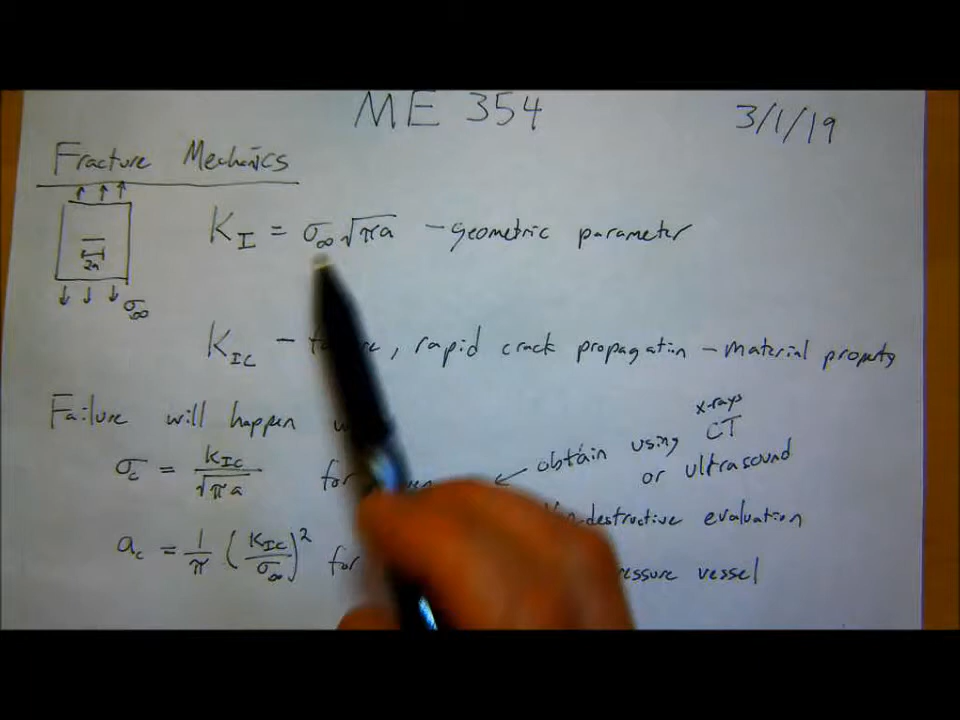 ME 354
3/1/19
Fracture Mechanics
2a
σ∞
K_I = σ∞ √πa - geometric parameter
K_IC - , rapid crack propagation - material property
Failure will happen
σc = K_IC / √πa for
obtain using x-rays CT
or ultrasound
destructive evaluation
ac = 1/π (K_IC / σ∞)² for
vessel